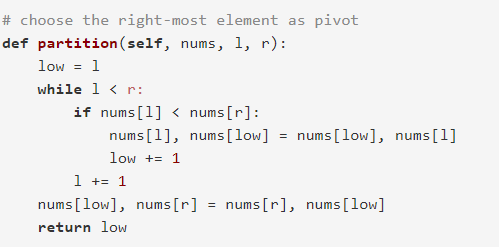 # choose the right-most element as pivot
def partition(self, nums, l, r):
    low = l
    while l < r:
        if nums[l] < nums[r]:
            nums[l], nums[low] = nums[low], nums[l]
            low += 1
        l += 1
    nums[low], nums[r] = nums[r], nums[low]
    return low